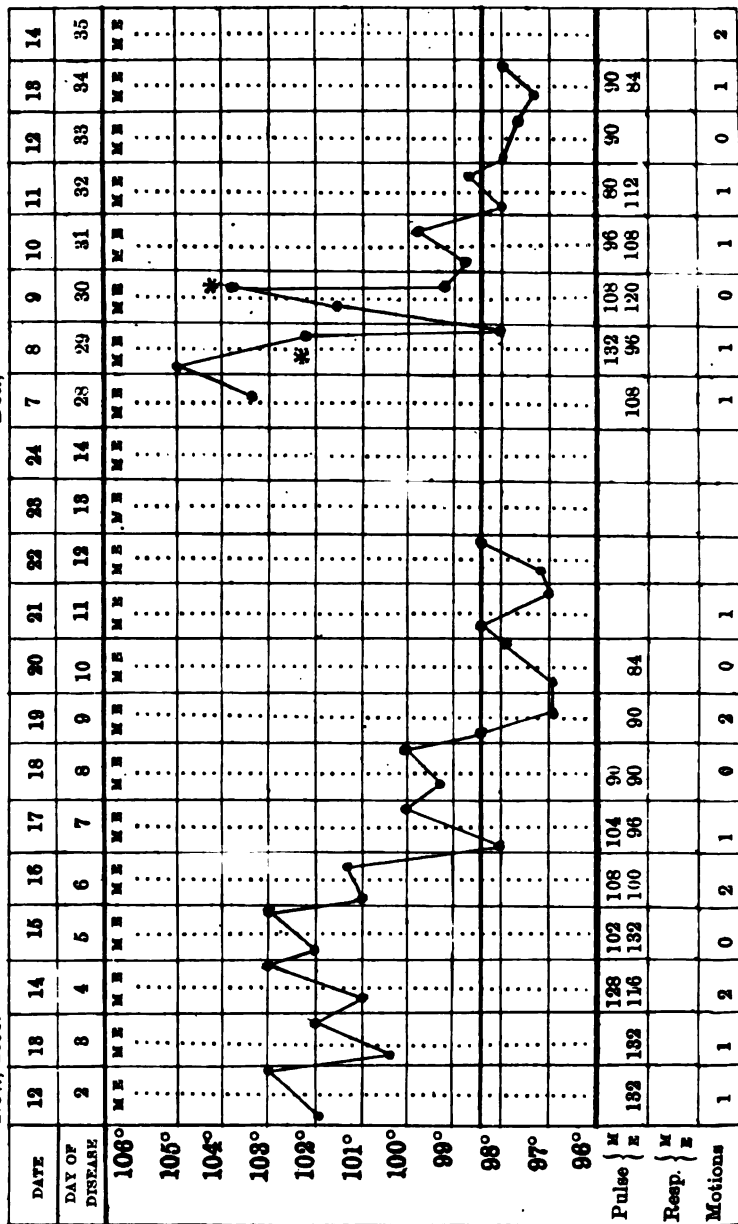 DATE 12 13 14 15 16 17 18 19 20 21 22 23 24 7 8 9 10 11 12 13 14
DAY OF DISEASE 2 3 4 5 6 7 8 9 10 11 12 13 14 28 29 30 31 32 33 34 35
106° M E M E M E M E M E M E M E M E M E M E M E M E M E M E M E M E M E M E M E M E M E
105°
104° *
103°
102° *
101°
100°
99°
98°
97°
96°
Pulse { M 128 102 108 104 90 132 108 96 80 90 90
E 132 132 116 132 100 96 90 90 84 108 96 120 108 112 84
Resp. { M
E
Motions 1 1 2 0 2 1 0 2 0 1 1 1 0 1 1 0 1 2